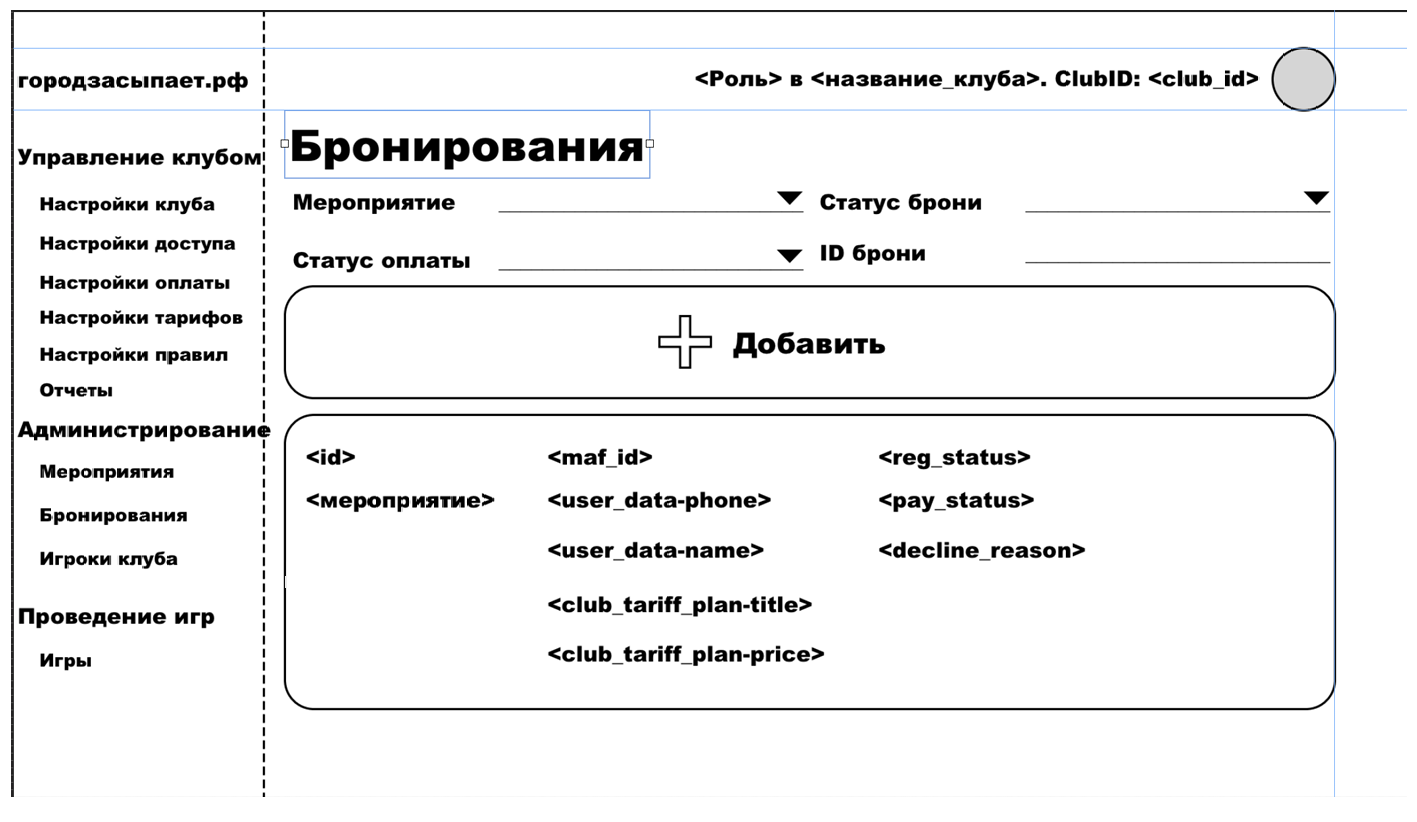 городзасыпает.рф
<Роль> в <название_клуба>. ClubID: <club_id>
Управление клубом
Настройки клуба
Настройки доступа
Настройки оплаты
Настройки тарифов
Настройки правил
Отчеты
Администрирование
Мероприятия
Бронирования
Игроки клуба
Проведение игр
Игры
Бронирования
Мероприятие
Статус брони
Статус оплаты
ID брони
Добавить
<id>
<maf_id>
<reg_status>
<мероприятие>
<user_data-phone>
<pay_status>
<user_data-name>
<decline_reason>
<club_tariff_plan-title>
<club_tariff_plan-price>